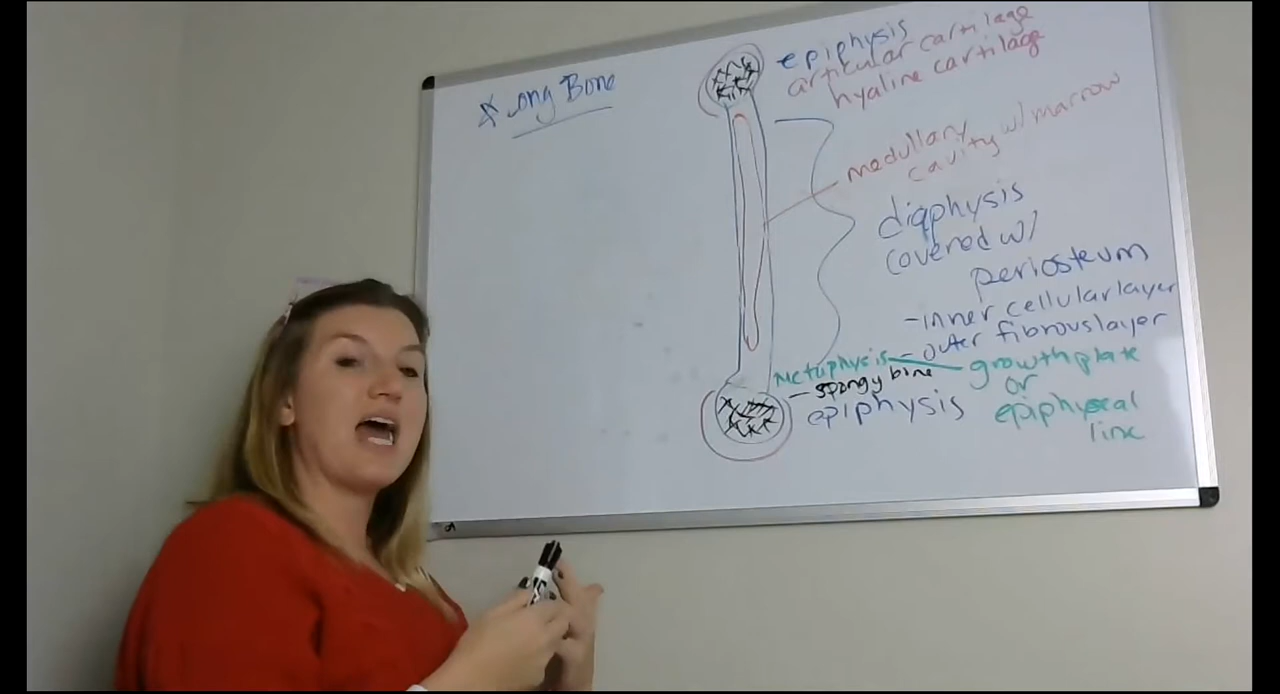 Long Bone
epiphysis
articular cartilage
hyaline cartilage
medullary
cavity w/ marrow
diaphysis
covered w/
periosteum
- inner cellular layer
- outer fibrous layer
Metaphysis — growth plate
or
epiphyseal
line
- spongy bone
epiphysis